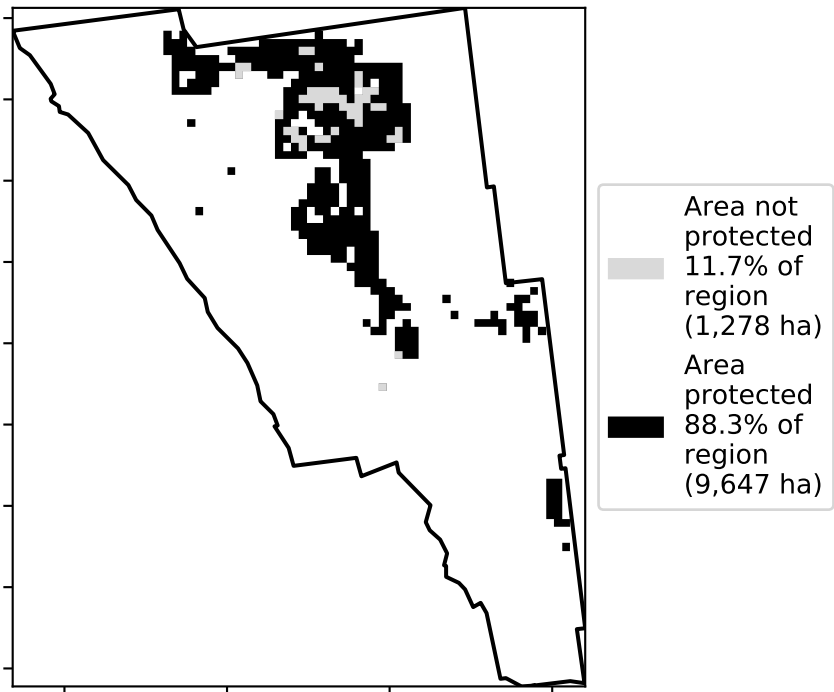 Area not
protected
11.7% of
region
(1,278 ha)
Area
protected
88.3% of
region
(9,647 ha)